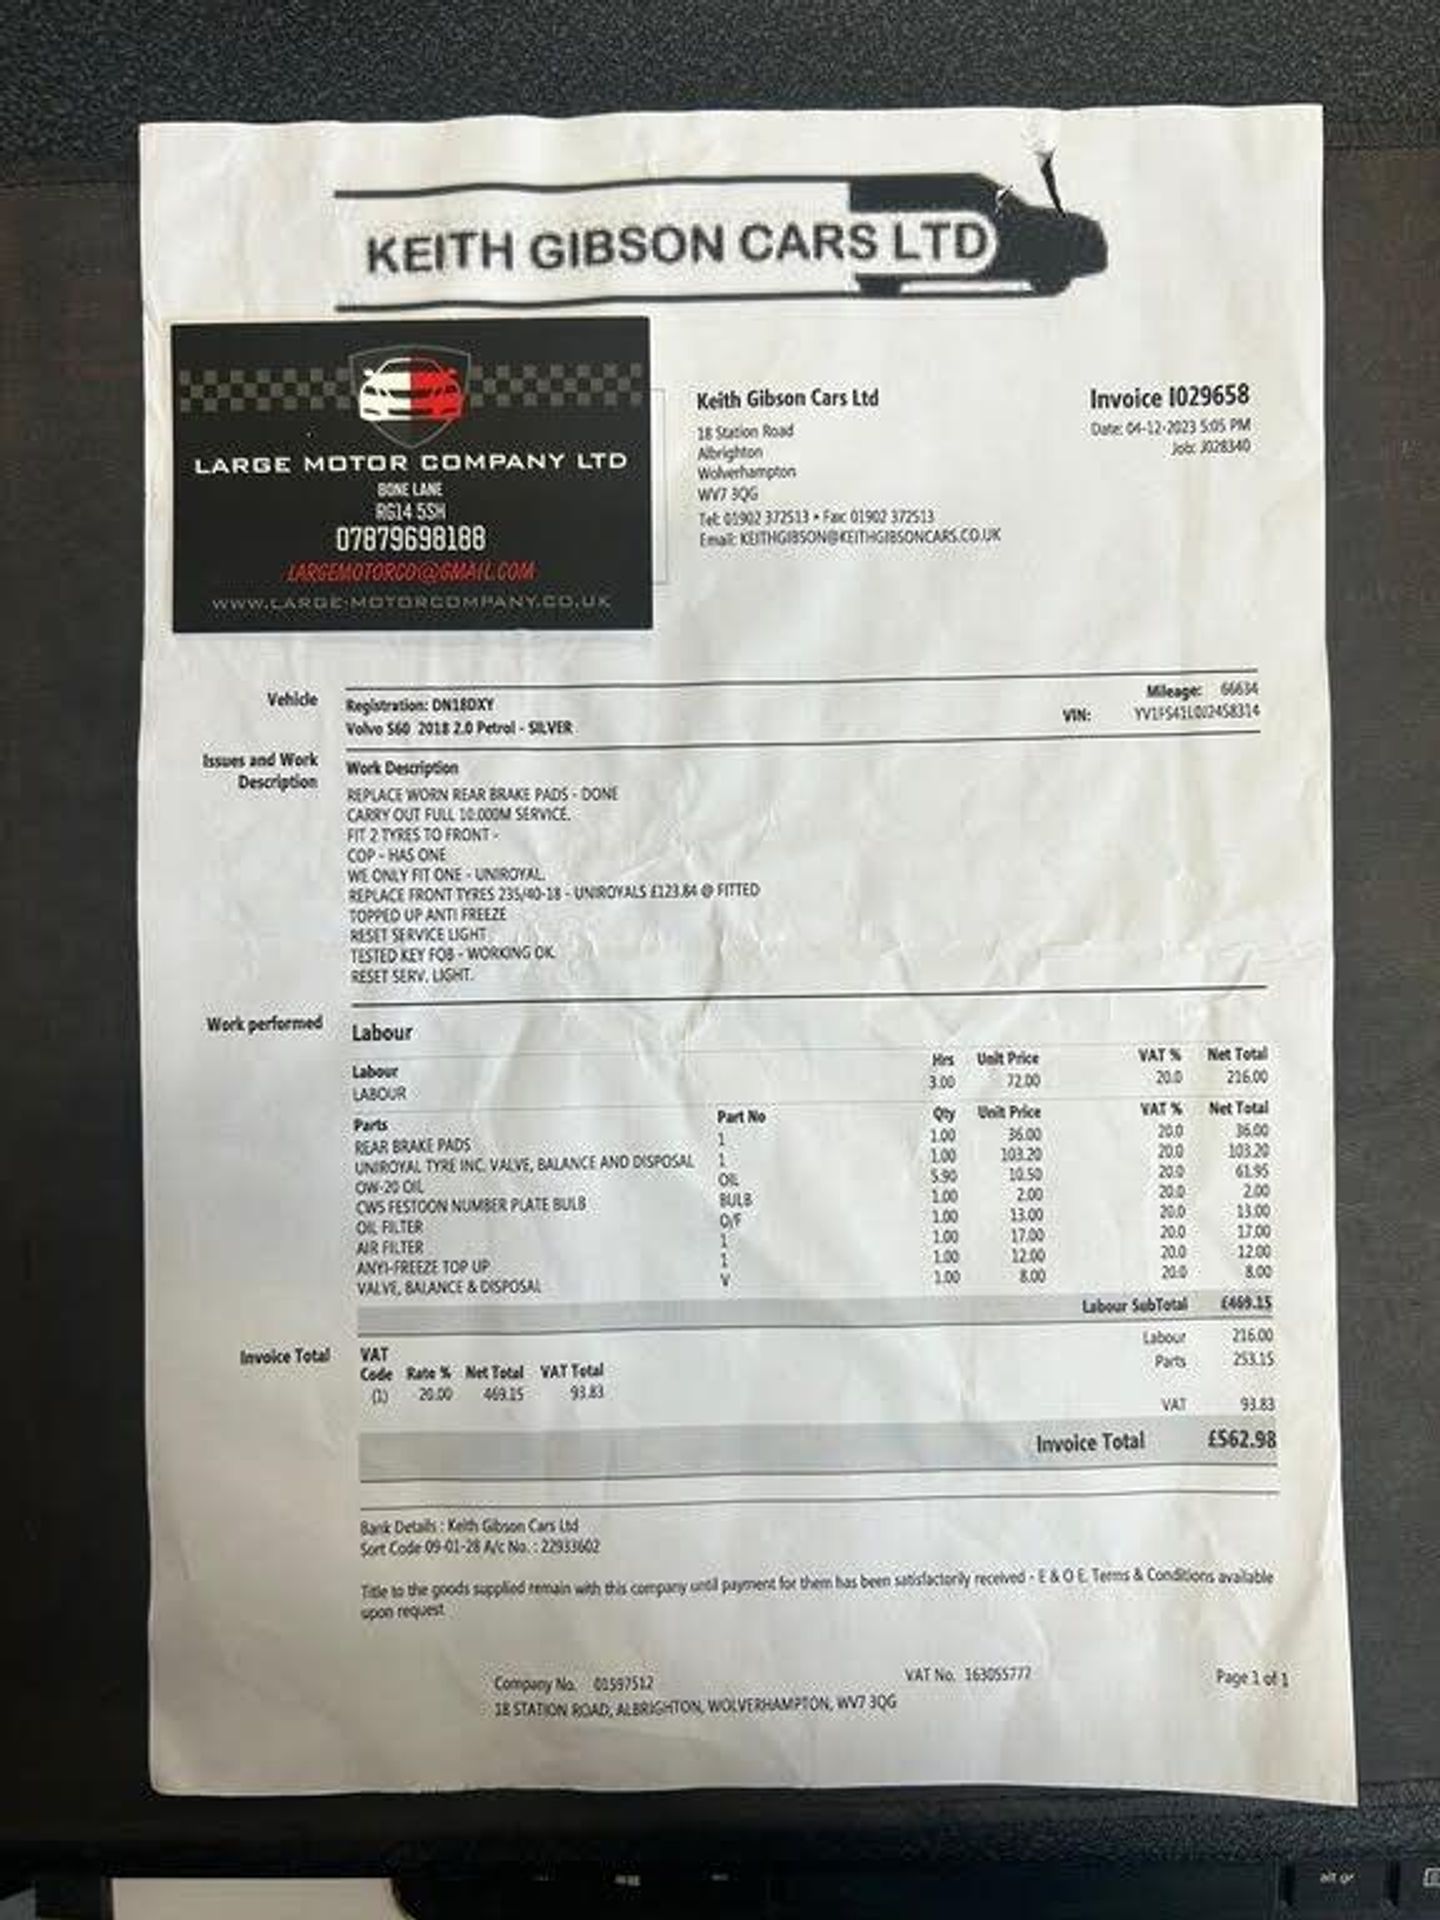 KEITH GIBSON CARS LTD
LARGE MOTOR COMPANY LTD
BONE LANE
RG14 5SH
07879698188
LARGEMOTORCO@GMAIL.COM
WWW.LARGE-MOTORCOMPANY.CO.UK
Keith Gibson Cars Ltd
18 Station Road
Albrighton
Wolverhampton
WV7 3QG
Tel: 01902 372513 • Fax: 01902 372513
Email: KEITHGIBSON@KEITHGIBSONCARS.CO.UK
Invoice I029658
Date: 04-12-2023 5:05 PM
Job: J028340
Vehicle
Registration: DN18DXY
Volvo S60 2018 2.0 Petrol - SILVER
Mileage: 66634
VIN: YV1FS41L0J2458314
Issues and Work Description
Work Description
REPLACE WORN REAR BRAKE PADS - DONE
CARRY OUT FULL 10.000M SERVICE.
FIT 2 TYRES TO FRONT -
COP - HAS ONE
WE ONLY FIT ONE - UNIROYAL.
REPLACE FRONT TYRES 235/40-18 - UNIROYALS £123.84 @ FITTED
TOPPED UP ANTI FREEZE
RESET SERVICE LIGHT
TESTED KEY FOB - WORKING OK.
RESET SERV. LIGHT.
Work performed
Labour
Labour Hrs Unit Price VAT % Net Total
LABOUR 3.00 72.00 20.0 216.00
Parts Part No Qty Unit Price VAT % Net Total
REAR BRAKE PADS 1 1.00 36.00 20.0 36.00
UNIROYAL TYRE INC. VALVE, BALANCE AND DISPOSAL 1 1.00 103.20 20.0 103.20
OW-20 OIL OIL 5.90 10.50 20.0 61.95
CW5 FESTOON NUMBER PLATE BULB BULB 1.00 2.00 20.0 2.00
OIL FILTER O/F 1.00 13.00 20.0 13.00
AIR FILTER 1 1.00 17.00 20.0 17.00
ANYI-FREEZE TOP UP 1 1.00 12.00 20.0 12.00
VALVE, BALANCE & DISPOSAL V 1.00 8.00 20.0 8.00
Labour SubTotal £469.15
Labour 216.00
Parts 253.15
VAT 93.83
Invoice Total
VAT
Code Rate % Net Total VAT Total
(1) 20.00 469.15 93.83
Invoice Total £562.98
Bank Details : Keith Gibson Cars Ltd
Sort Code 09-01-28 A/c No. : 22933602
Title to the goods supplied remain with this company until payment for them has been satisfactorily received - E & O E. Terms & Conditions available
upon request
Company No. 01597512
VAT No. 163055777
Page 1 of 1
18 STATION ROAD, ALBRIGHTON, WOLVERHAMPTON, WV7 3QG
alt gr